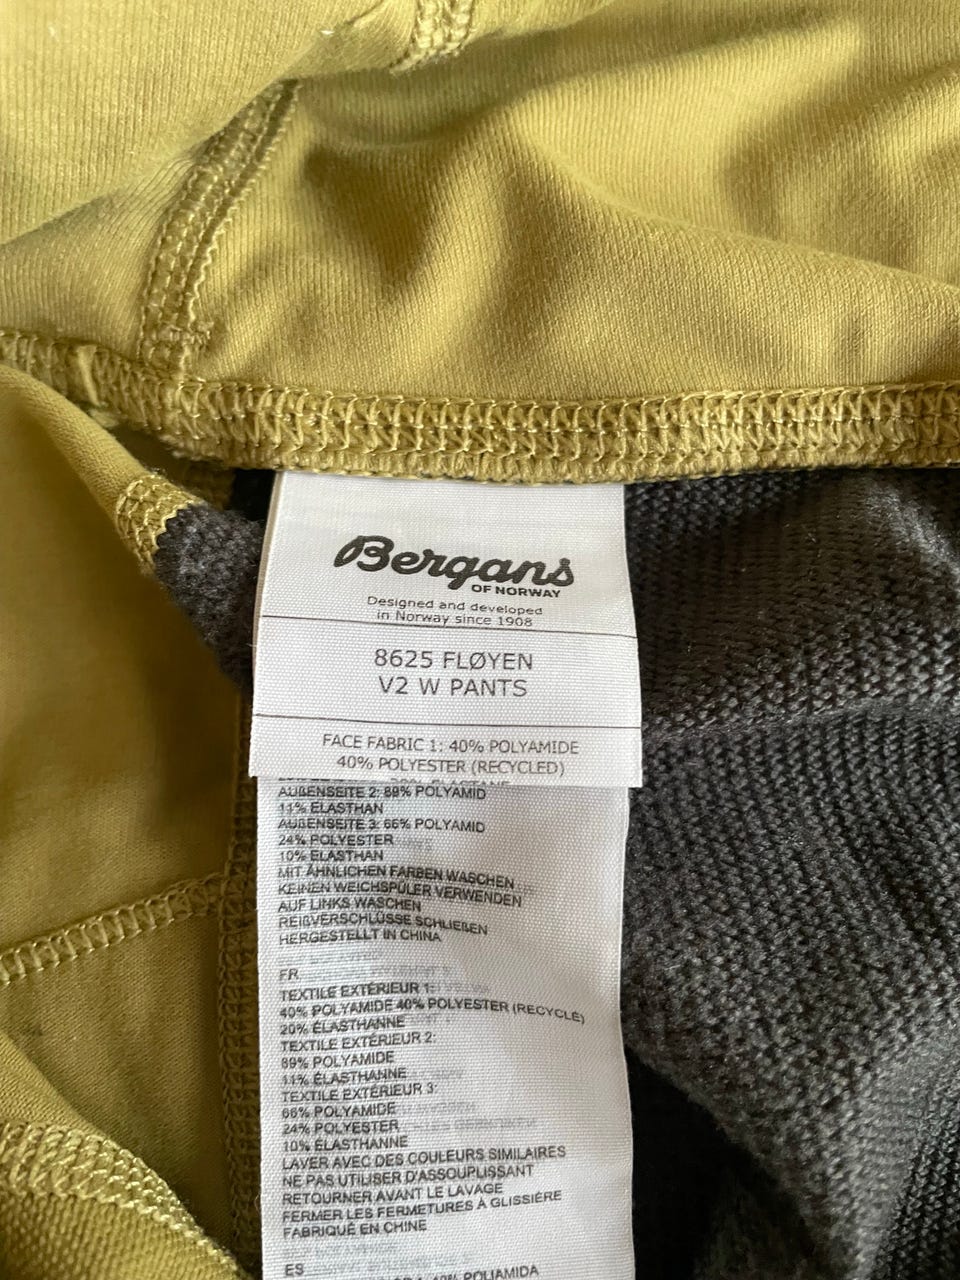 Bergans
OF NORWAY
Designed and developed
in Norway since 1908
8625 FLØYEN
V2 W PANTS
FACE FABRIC 1: 40% POLYAMIDE
40% POLYESTER (RECYCLED)
AUẞENSEITE 2: 89% POLYAMID
11% ELASTHAN
AUẞENSEITE 3: 66% POLYAMID
24% POLYESTER
10% ELASTHAN
MIT ÄHNLICHEN FARBEN WASCHEN
KEINEN WEICHSPÜLER VERWENDEN
AUF LINKS WASCHEN
REIẞVERSCHLÜSSE SCHLIEẞEN
HERGESTELLT IN CHINA
FR
TEXTILE EXTÉRIEUR 1:
40% POLYAMIDE 40% POLYESTER (RECYCLÉ)
20% ÉLASTHANNE
TEXTILE EXTÉRIEUR 2:
89% POLYAMIDE
11% ÉLASTHANNE
TEXTILE EXTÉRIEUR 3:
66% POLYAMIDE
24% POLYESTER
10% ÉLASTHANNE
LAVER AVEC DES COULEURS SIMILAIRES
NE PAS UTILISER D'ASSOUPLISSANT
RETOURNER AVANT LE LAVAGE
FERMER LES FERMETURES À GLISSIÈRE
FABRIQUÉ EN CHINE
ES
1: 40% POLIAMIDA